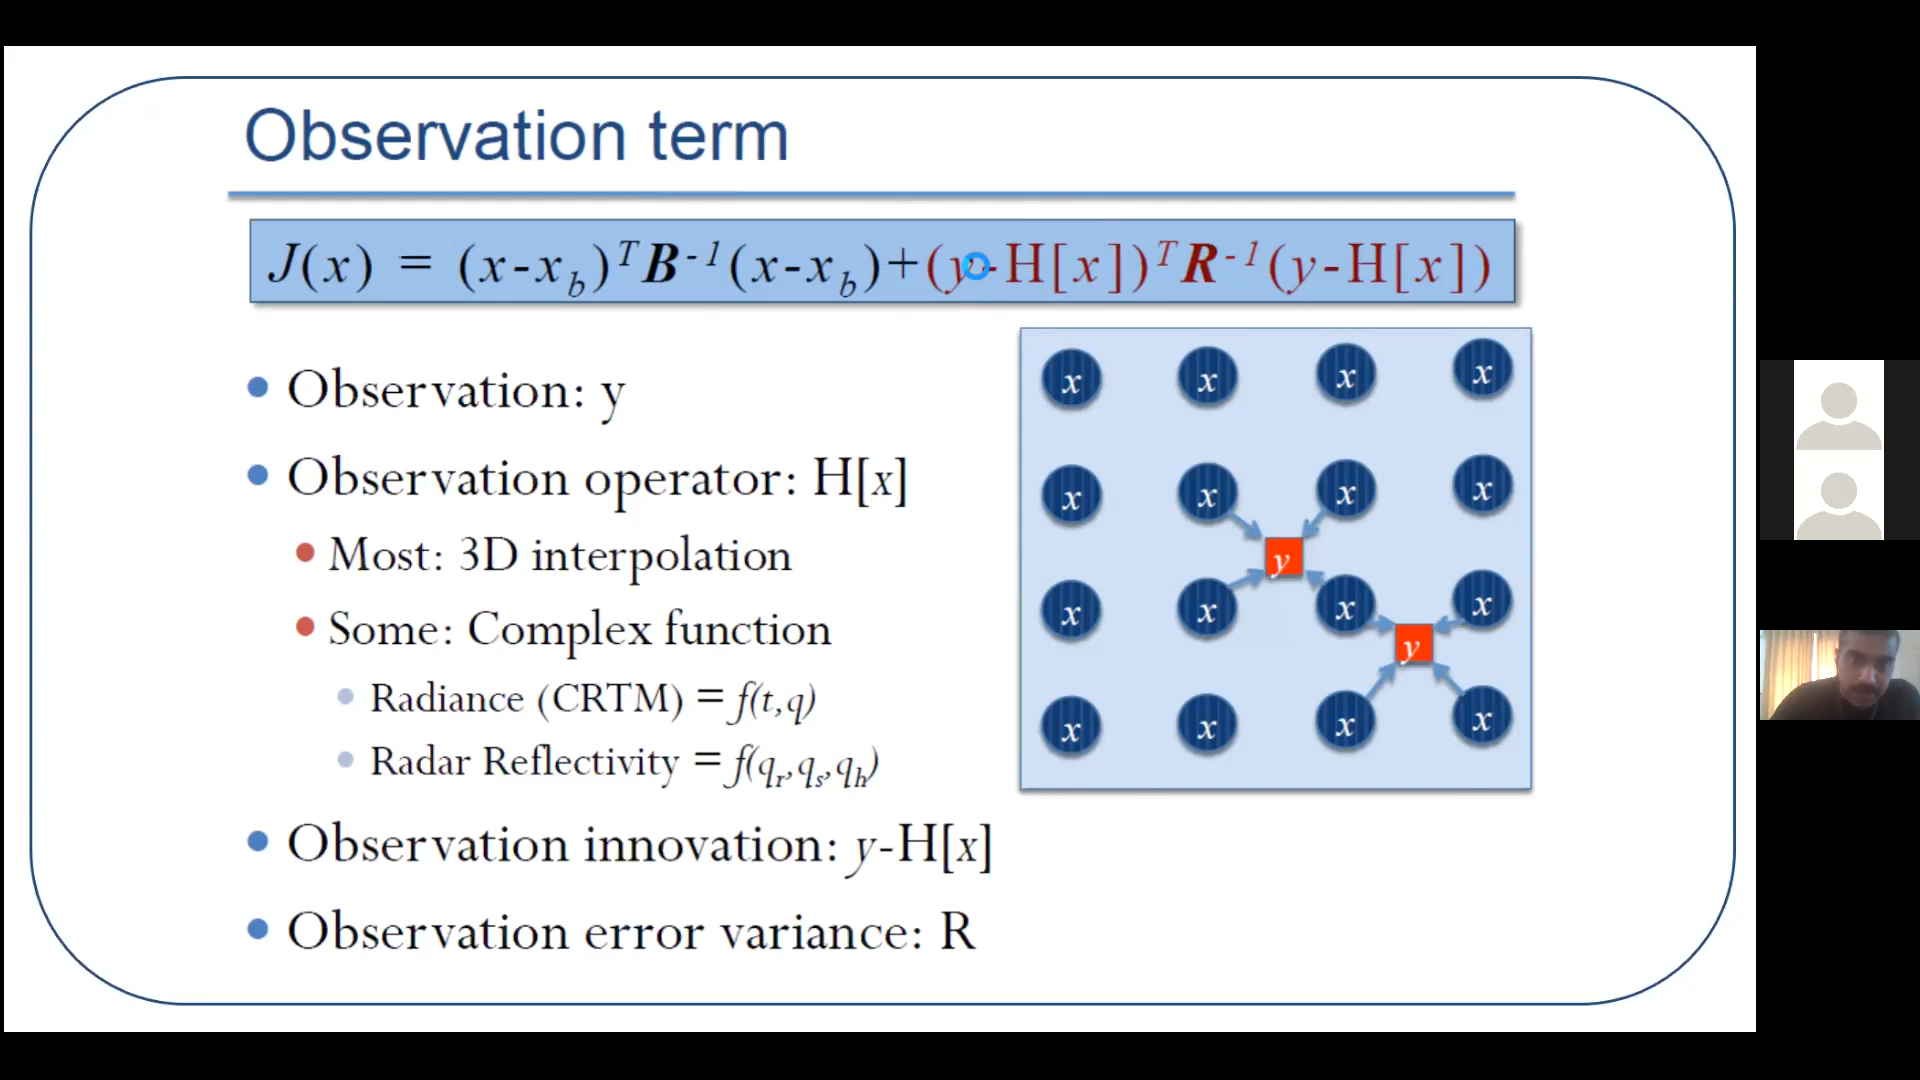 Observation term
J(x) = (x-x_b)^T B^-1 (x-x_b)+(y-H[x])^T R^-1 (y-H[x])
• Observation: y
• Observation operator: H[x]
• Most: 3D interpolation
• Some: Complex function
• Radiance (CRTM) = f(t,q)
• Radar Reflectivity = f(q_r,q_s,q_h)
• Observation innovation: y-H[x]
• Observation error variance: R
x x x x
x x x x
y
x x x x
y
x x x x